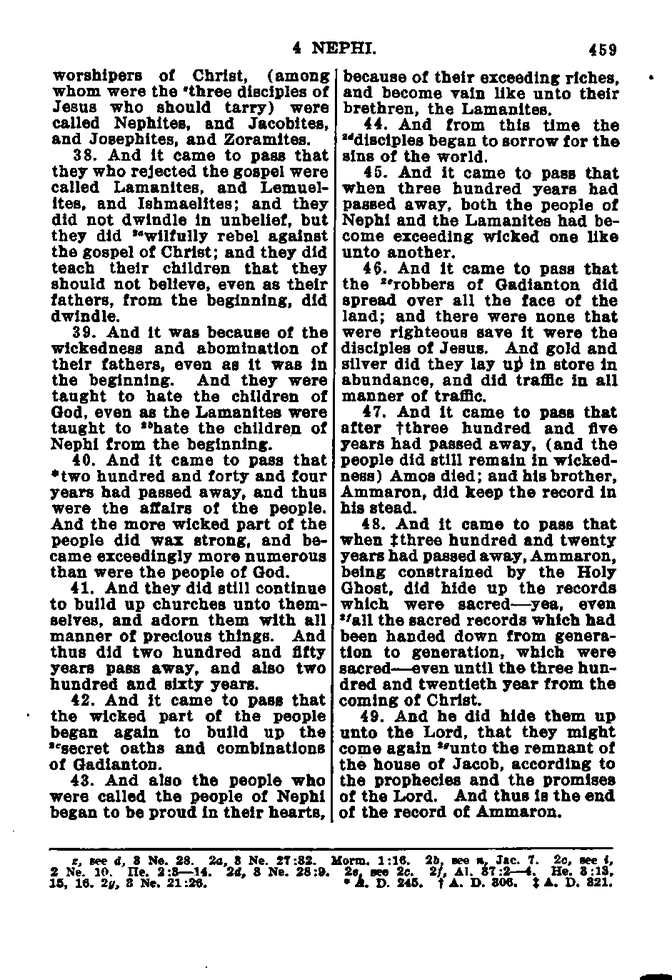 4 NEPHI. 459
worshipers of Christ, (among
whom were the ᶻthree disciples of
Jesus who should tarry) were
called Nephites, and Jacobites,
and Josephites, and Zoramites.
38. And it came to pass that
they who rejected the gospel were
called Lamanites, and Lemuel-
ites, and Ishmaelites; and they
did not dwindle in unbelief, but
they did ²ᵃwilfully rebel against
the gospel of Christ; and they did
teach their children that they
should not believe, even as their
fathers, from the beginning, did
dwindle.
39. And it was because of the
wickedness and abomination of
their fathers, even as it was in
the beginning. And they were
taught to hate the children of
God, even as the Lamanites were
taught to ²ᵇhate the children of
Nephi from the beginning.
40. And it came to pass that
*two hundred and forty and four
years had passed away, and thus
were the affairs of the people.
And the more wicked part of the
people did wax strong, and be-
came exceedingly more numerous
than were the people of God.
41. And they did still continue
to build up churches unto them-
selves, and adorn them with all
manner of precious things. And
thus did two hundred and fifty
years pass away, and also two
hundred and sixty years.
42. And it came to pass that
the wicked part of the people
began again to build up the
²ᶜsecret oaths and combinations
of Gadianton.
43. And also the people who
were called the people of Nephi
began to be proud in their hearts,
because of their exceeding riches,
and become vain like unto their
brethren, the Lamanites.
44. And from this time the
²ᵈdisciples began to sorrow for the
sins of the world.
45. And it came to pass that
when three hundred years had
passed away, both the people of
Nephi and the Lamanites had be-
come exceeding wicked one like
unto another.
46. And it came to pass that
the ²ᵉrobbers of Gadianton did
spread over all the face of the
land; and there were none that
were righteous save it were the
disciples of Jesus. And gold and
silver did they lay up in store in
abundance, and did traffic in all
manner of traffic.
47. And it came to pass that
after †three hundred and five
years had passed away, (and the
people did still remain in wicked-
ness) Amos died; and his brother,
Ammaron, did keep the record in
his stead.
48. And it came to pass that
when ‡three hundred and twenty
years had passed away, Ammaron,
being constrained by the Holy
Ghost, did hide up the records
which were sacred—yea, even
²ᶠall the sacred records which had
been handed down from genera-
tion to generation, which were
sacred—even until the three hun-
dred and twentieth year from the
coming of Christ.
49. And he did hide them up
unto the Lord, that they might
come again ²ᵍunto the remnant of
the house of Jacob, according to
the prophecies and the promises
of the Lord. And thus is the end
of the record of Ammaron.
z, see d, 3 Ne. 28. 2a, 3 Ne. 27:32. Morm. 1:16. 2b, see n, Jac. 7. 2c, see i,
2 Ne. 10. He. 2:8—14. 2d, 3 Ne. 28:9. 2e, see 2c. 2f, Al. 37:2—4. He. 3:13,
15, 16. 2g, 3 Ne. 21:26. * A. D. 245. † A. D. 306. ‡ A. D. 321.